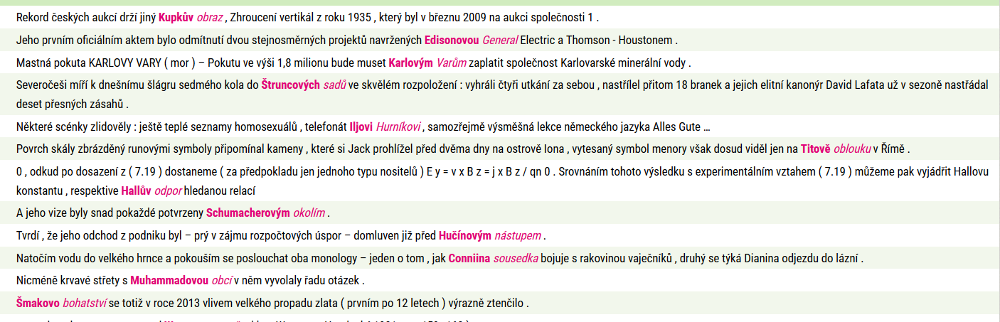 Rekord českých aukcí drží jiný Kupkův obraz , Zhroucení vertikál z roku 1935 , který byl v březnu 2009 na aukci společnosti 1 .
Jeho prvním oficiálním aktem bylo odmítnutí dvou stejnosměrných projektů navržených Edisonovou General Electric a Thomson - Houstonem .
Mastná pokuta KARLOVY VARY ( mor ) – Pokutu ve výši 1,8 milionu bude muset Karlovým Varům zaplatit společnost Karlovarské minerální vody .
Severočeši míří k dnešnímu šlágru sedmého kola do Štruncových sadů ve skvělém rozpoložení : vyhráli čtyři utkání za sebou , nastřílel přitom 18 branek a jejich elitní kanonýr David Lafata už v sezoně nastřádal
deset přesných zásahů .
Některé scénky zlidověly : ještě teplé seznamy homosexuálů , telefonát Iljovi Hurníkovi , samozřejmě výsměšná lekce německého jazyka Alles Gute …
Povrch skály zbrázděný runovými symboly připomínal kameny , které si Jack prohlížel před dvěma dny na ostrově Iona , vytesaný symbol menory však dosud viděl jen na Titově oblouku v Římě .
0 , odkud po dosazení z ( 7.19 ) dostaneme ( za předpokladu jen jednoho typu nositelů ) E y = v x B z = j x B z / qn 0 . Srovnáním tohoto výsledku s experimentálním vztahem ( 7.19 ) můžeme pak vyjádřit Hallovu
konstantu , respektive Hallův odpor hledanou relací
A jeho vize byly snad pokaždé potvrzeny Schumacherovým okolím .
Tvrdí , že jeho odchod z podniku byl – prý v zájmu rozpočtových úspor – domluven již před Hučínovým nástupem .
Natočím vodu do velkého hrnce a pokouším se poslouchat oba monology – jeden o tom , jak Conniina sousedka bojuje s rakovinou vaječníků , druhý se týká Dianina odjezdu do lázní .
Nicméně krvavé střety s Muhammadovou obcí v něm vyvolaly řadu otázek .
Šmakovo bohatství se totiž v roce 2013 vlivem velkého propadu zlata ( prvním po 12 letech ) výrazně ztenčilo .